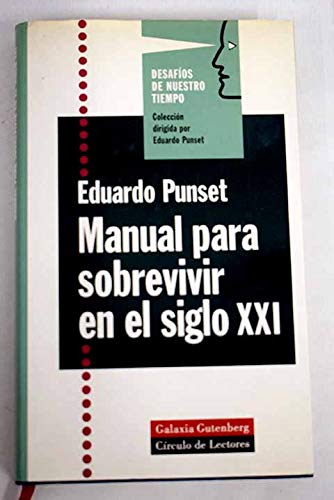 DESAFÍOS
DE NUESTRO
TIEMPO
Colección
dirigida por
Eduardo Punset
Eduardo Punset
Manual para
sobrevivir
en el siglo XXI
Galaxia Gutenberg
Círculo de Lectores